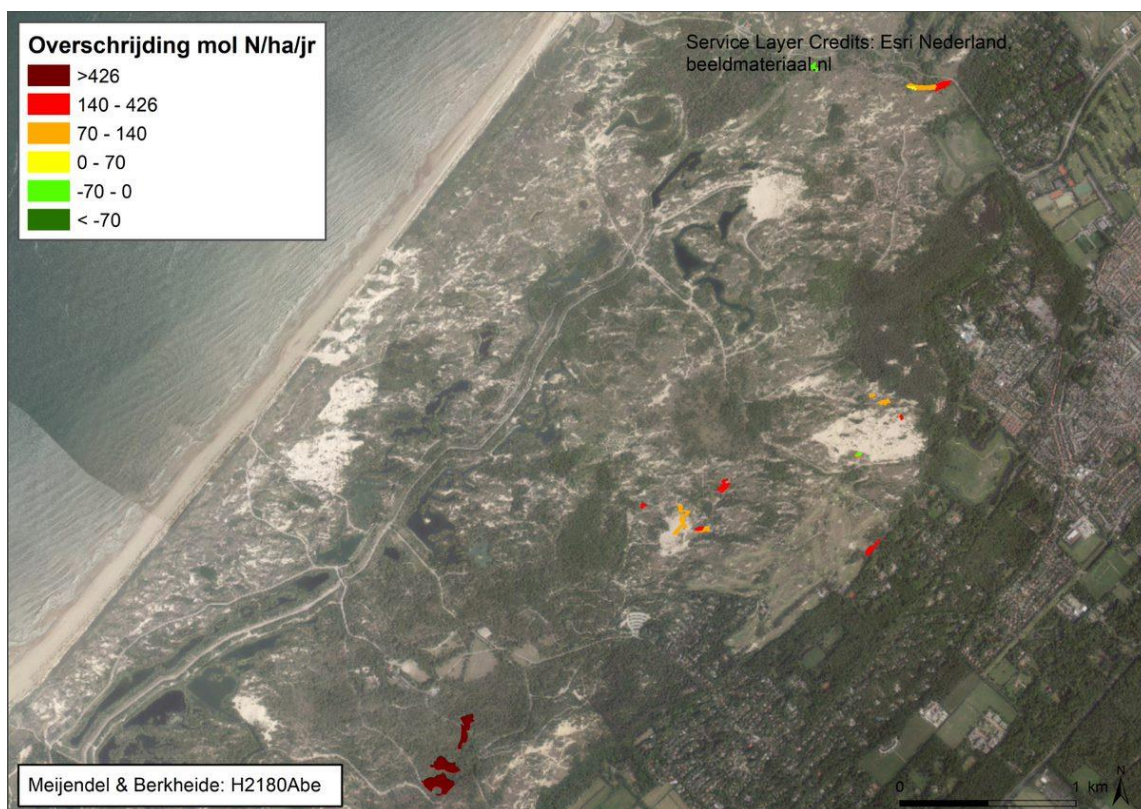 Overschrijding mol N/ha/jr
>426
140 - 426
70 - 140
0 - 70
-70 - 0
< -70
Service Layer Credits: Esri Nederland,
beeldmateriaal.nl
Meijendel & Berkheide: H2180Abe
0 1 km
N